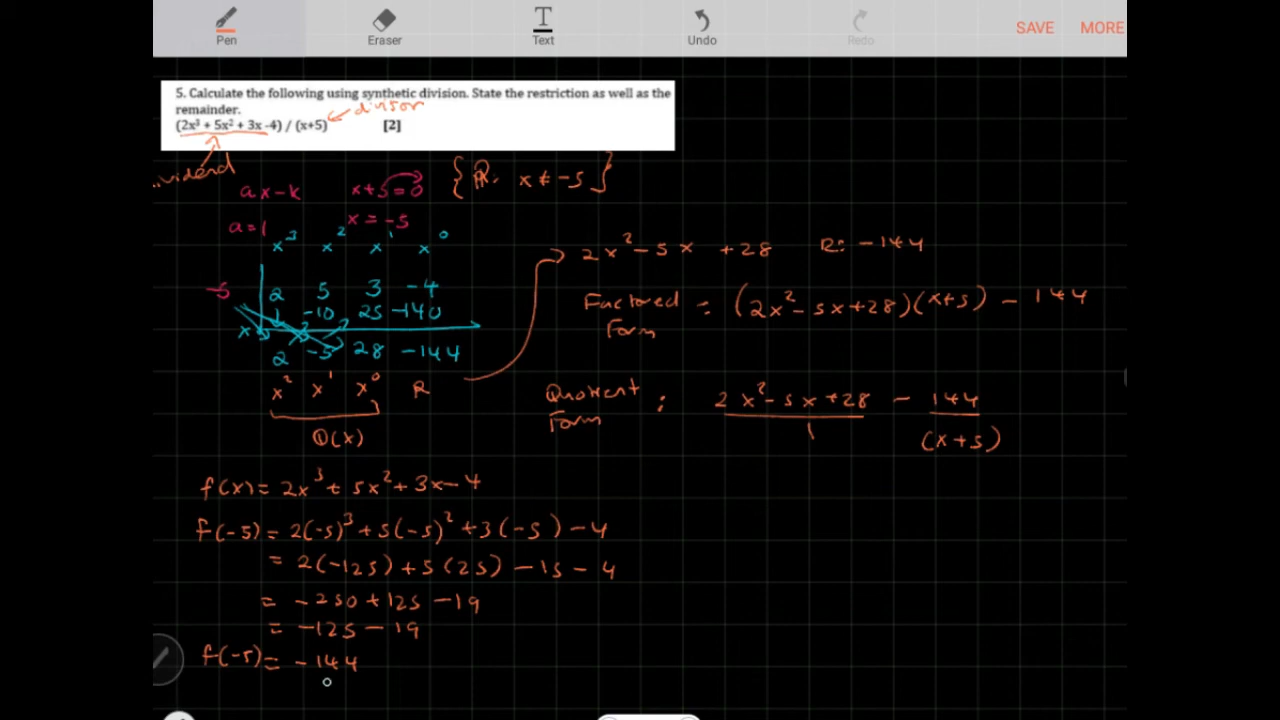 Pen Eraser Text Undo Redo SAVE MORE
5. Calculate the following using synthetic division. State the restriction as well as the
remainder.
(2x³ + 5x² + 3x -4) / (x+5) [2]
divisor
vidend
ax-k x+5=0 {R: x≠-5}
a=1 x=-5
x³ x² x¹ x⁰
-5 2 5 3 -4
↓ -10 25 -140
2 -5 28 -144
x² x¹ x⁰ R
Q(x)
2x²-5x +28 R: -144
Factored Form = (2x²-5x+28)(x+5) - 144
Quotient Form : 2x²-5x+28 / 1 - 144 / (x+5)
f(x)= 2x³+ 5x²+3x-4
f(-5)= 2(-5)³+5(-5)²+3(-5)-4
= 2(-125)+5(25)-15-4
= -250+125-19
= -125-19
f(-5)= -144